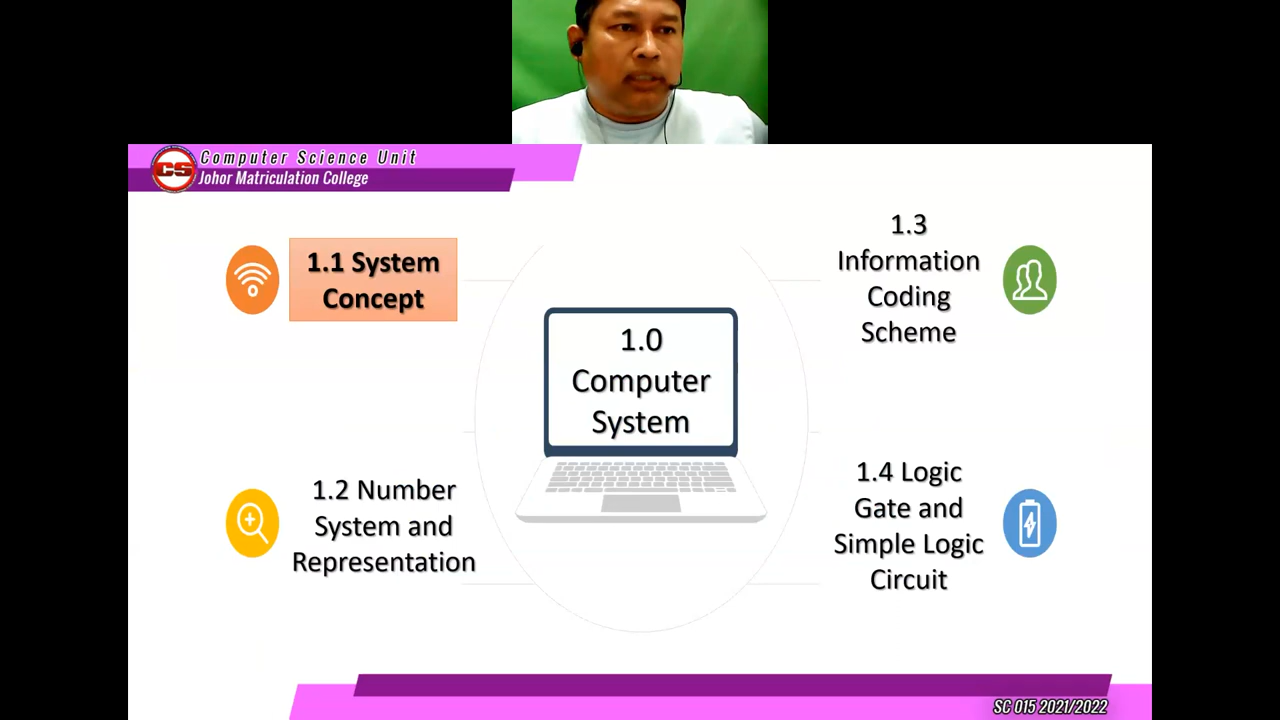 CS
Computer Science Unit
Johor Matriculation College
1.1 System
Concept
1.2 Number
System and
Representation
1.0
Computer
System
1.3
Information
Coding
Scheme
1.4 Logic
Gate and
Simple Logic
Circuit
SC 015 2021/2022